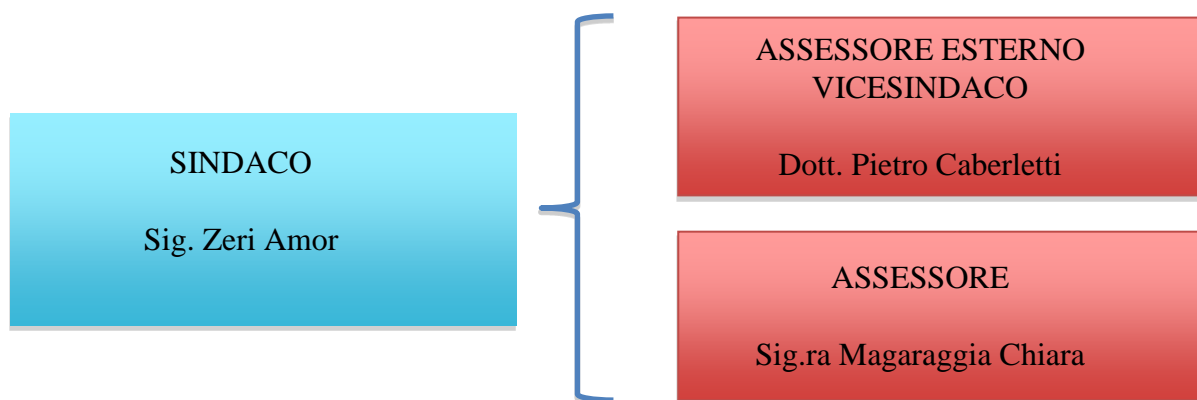 SINDACO
Sig. Zeri Amor
ASSESSORE ESTERNO
VICESINDACO
Dott. Pietro Caberletti
ASSESSORE
Sig.ra Magaraggia Chiara